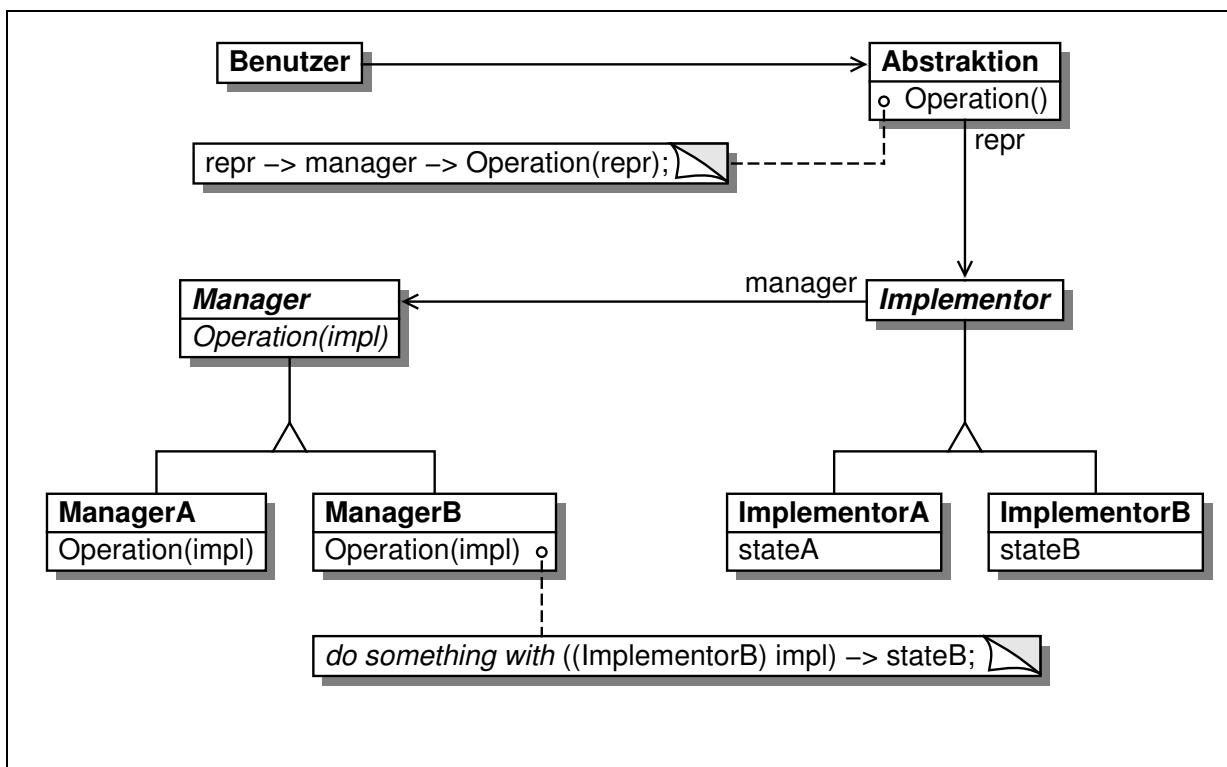 Benutzer
Abstraktion
Operation()
repr
repr –> manager –> Operation(repr);
manager
Manager
Operation(impl)
Implementor
ManagerA
Operation(impl)
ManagerB
Operation(impl)
ImplementorA
stateA
ImplementorB
stateB
do something with ((ImplementorB) impl) –> stateB;